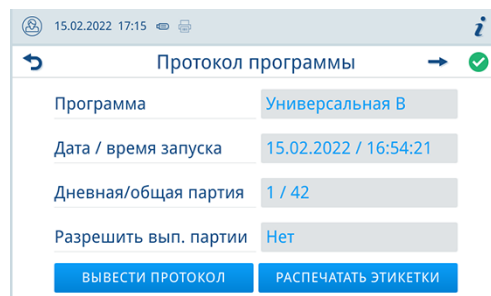 15.02.2022 17:15
i
Протокол программы
Программа Универсальная В
Дата / время запуска 15.02.2022 / 16:54:21
Дневная/общая партия 1 / 42
Разрешить вып. партии Нет
ВЫВЕСТИ ПРОТОКОЛ РАСПЕЧАТАТЬ ЭТИКЕТКИ